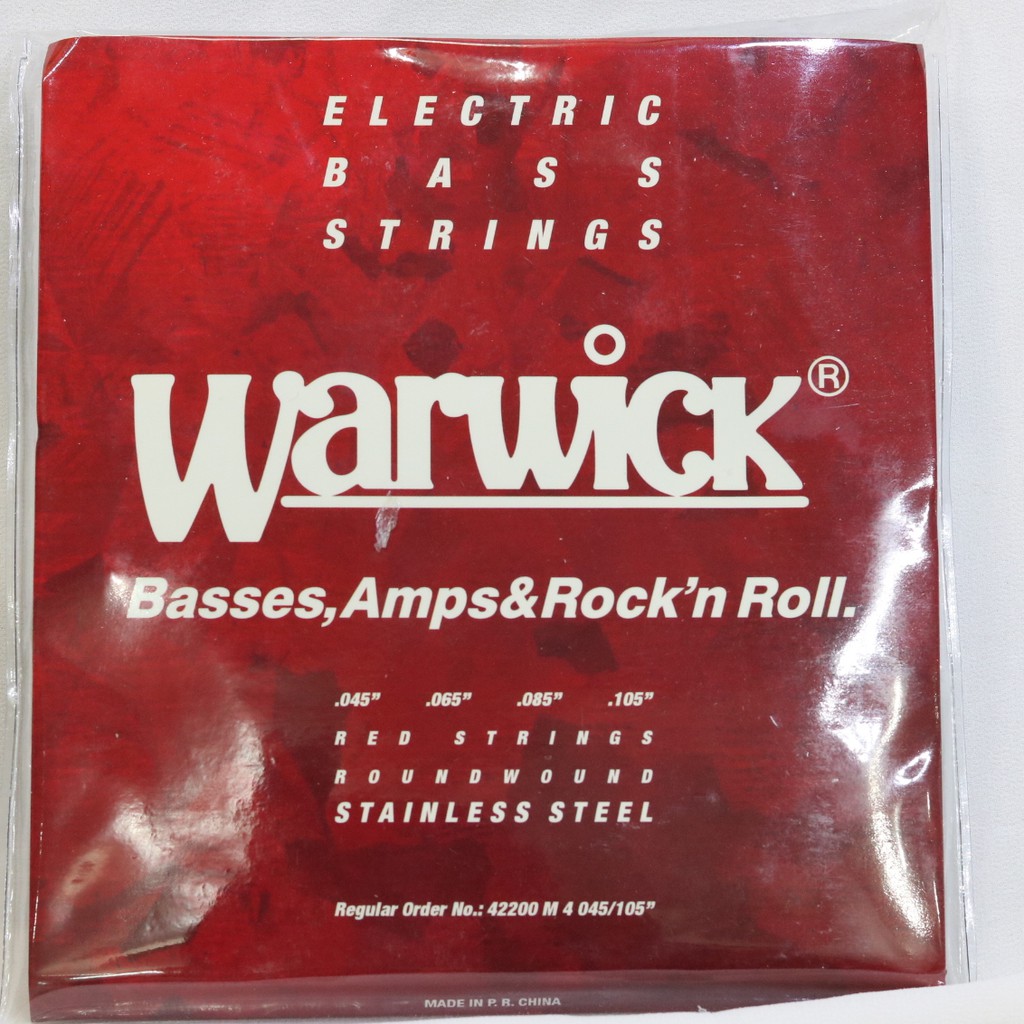 ELECTRIC
BASS
STRINGS
Warwick®
Basses,Amps&Rock'n Roll.
.045" .065" .085" .105"
RED STRINGS
ROUNDWOUND
STAINLESS STEEL
Regular Order No.: 42200 M 4 045/105"
MADE IN P. R. CHINA